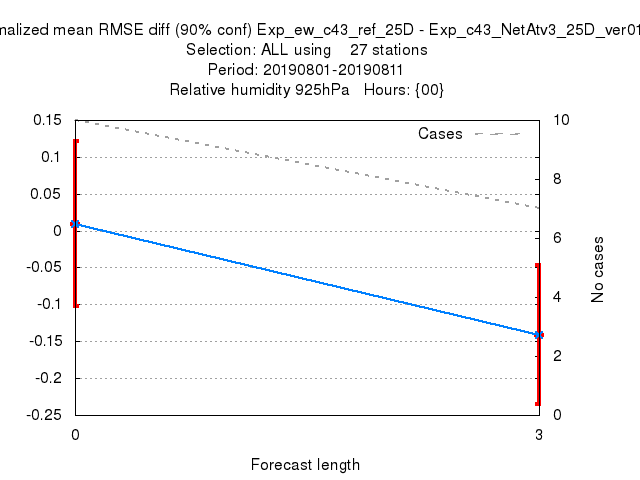 malized mean RMSE diff (90% conf) Exp_ew_c43_ref_25D - Exp_c43_NetAtv3_25D_ver01
Selection: ALL using 27 stations
Period: 20190801-20190811
Relative humidity 925hPa Hours: {00}
Cases
0.15
0.1
0.05
0
-0.05
-0.1
-0.15
-0.2
-0.25
10
8
6
4
2
0
No cases
0
3
Forecast length